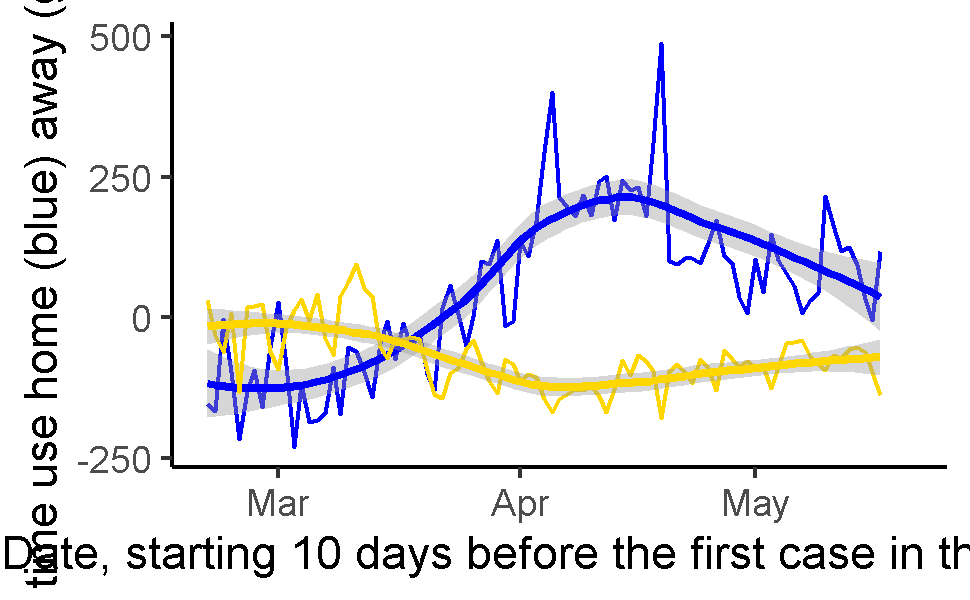 time use home (blue) away (
500
250
0
-250
Mar Apr May
Date, starting 10 days before the first case in th